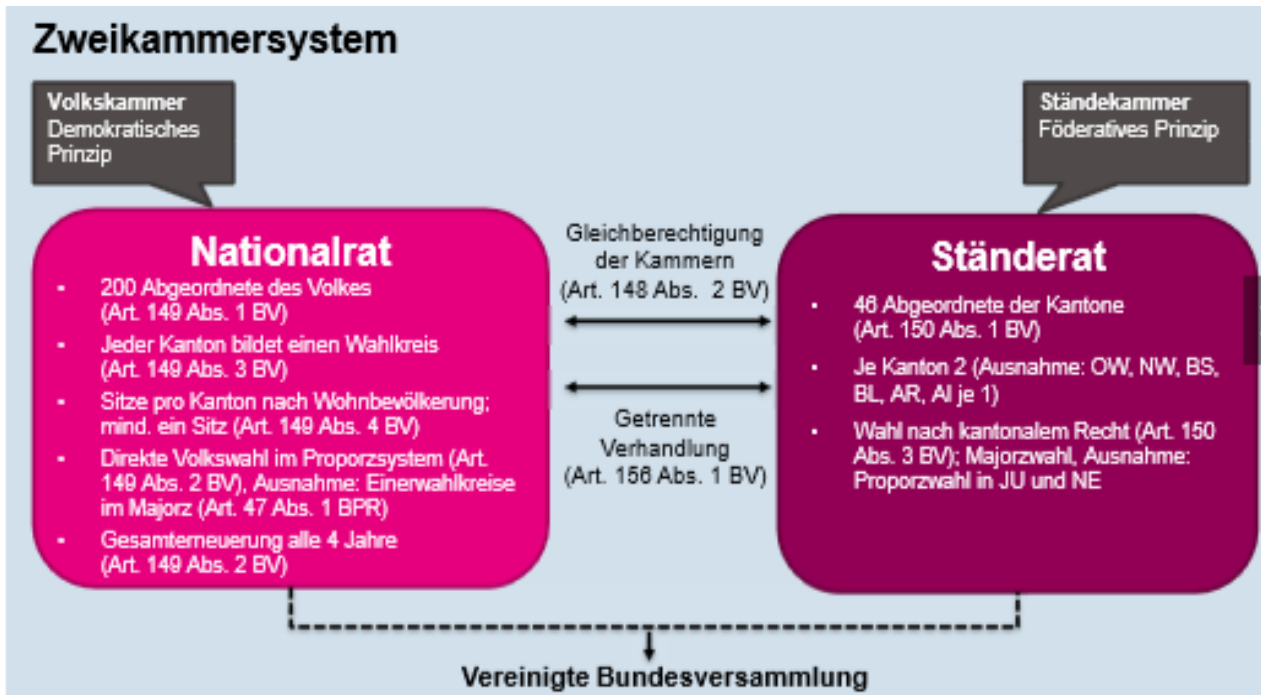 Zweikammersystem
Volkskammer
Demokratisches
Prinzip
Ständekammer
Föderatives Prinzip
Nationalrat
- 200 Abgeordnete des Volkes
(Art. 149 Abs. 1 BV)
- Jeder Kanton bildet einen Wahlkreis
(Art. 149 Abs. 3 BV)
- Sitze pro Kanton nach Wohnbevölkerung;
mind. ein Sitz (Art. 149 Abs. 4 BV)
- Direkte Volkswahl im Proporzsystem (Art.
149 Abs. 2 BV), Ausnahme: Einerwahlkreise
im Majorz (Art. 47 Abs. 1 BPR)
- Gesamterneuerung alle 4 Jahre
(Art. 149 Abs. 2 BV)
Gleichberechtigung
der Kammern
(Art. 148 Abs. 2 BV)
Getrennte
Verhandlung
(Art. 156 Abs. 1 BV)
Ständerat
• 46 Abgeordnete der Kantone
(Art. 150 Abs. 1 BV)
• Je Kanton 2 (Ausnahme: OW, NW, BS,
BL, AR, AI je 1)
• Wahl nach kantonalem Recht (Art. 150
Abs. 3 BV); Majorzwahl, Ausnahme:
Proporzwahl in JU und NE
Vereinigte Bundesversammlung